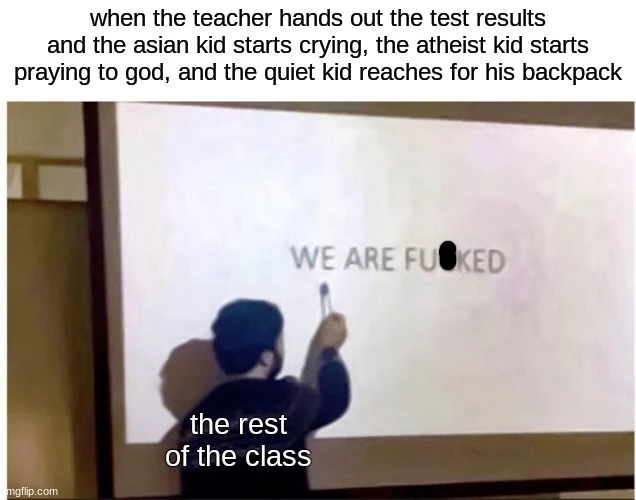 when the teacher hands out the test results
and the asian kid starts crying, the atheist kid starts
praying to god, and the quiet kid reaches for his backpack
WE ARE FU KED
the rest
of the class
imgflip.com